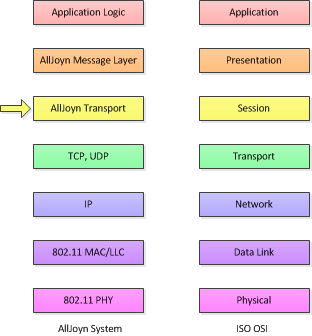 Application Logic Application
AllJoyn Message Layer Presentation
AllJoyn Transport Session
TCP, UDP Transport
IP Network
802.11 MAC/LLC Data Link
802.11 PHY Physical
AllJoyn System ISO OSI